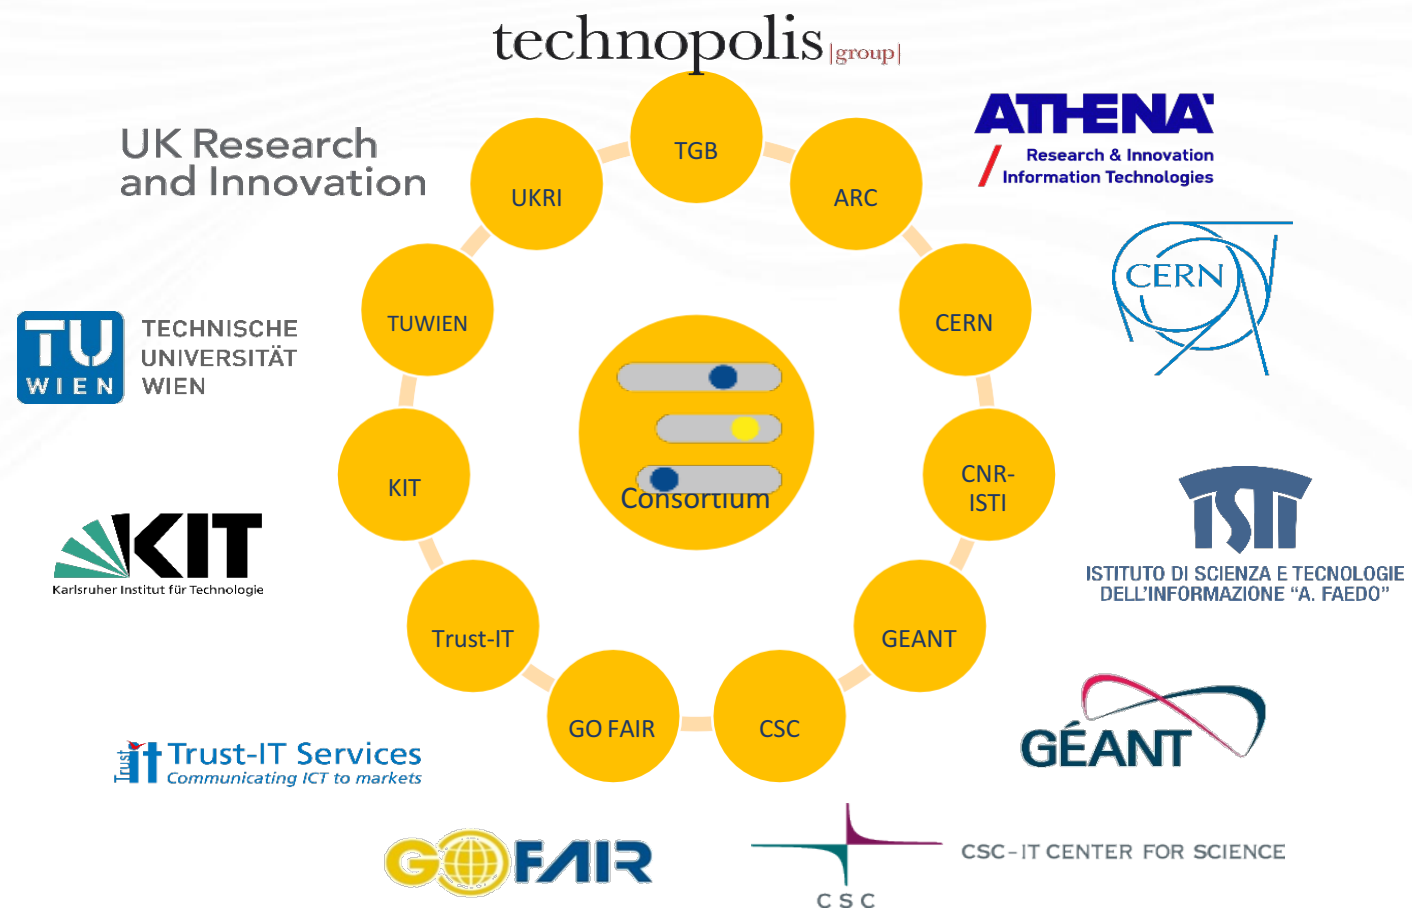 technopolis |group|
UK Research
and Innovation
ATHENA
Research & Innovation
Information Technologies
TGB
UKRI
ARC
CERN
TUWIEN
CERN
TU
WIEN
TECHNISCHE
UNIVERSITÄT
WIEN
KIT
Consortium
CNR-
ISTI
ISTI
ISTITUTO DI SCIENZA E TECNOLOGIE
DELL'INFORMAZIONE "A. FAEDO"
KIT
Karlsruher Institut für Technologie
Trust-IT
GEANT
GO FAIR
CSC
GÉANT
Trust it
Trust-IT Services
Communicating ICT to markets
GOFAIR
CSC
CSC-IT CENTER FOR SCIENCE